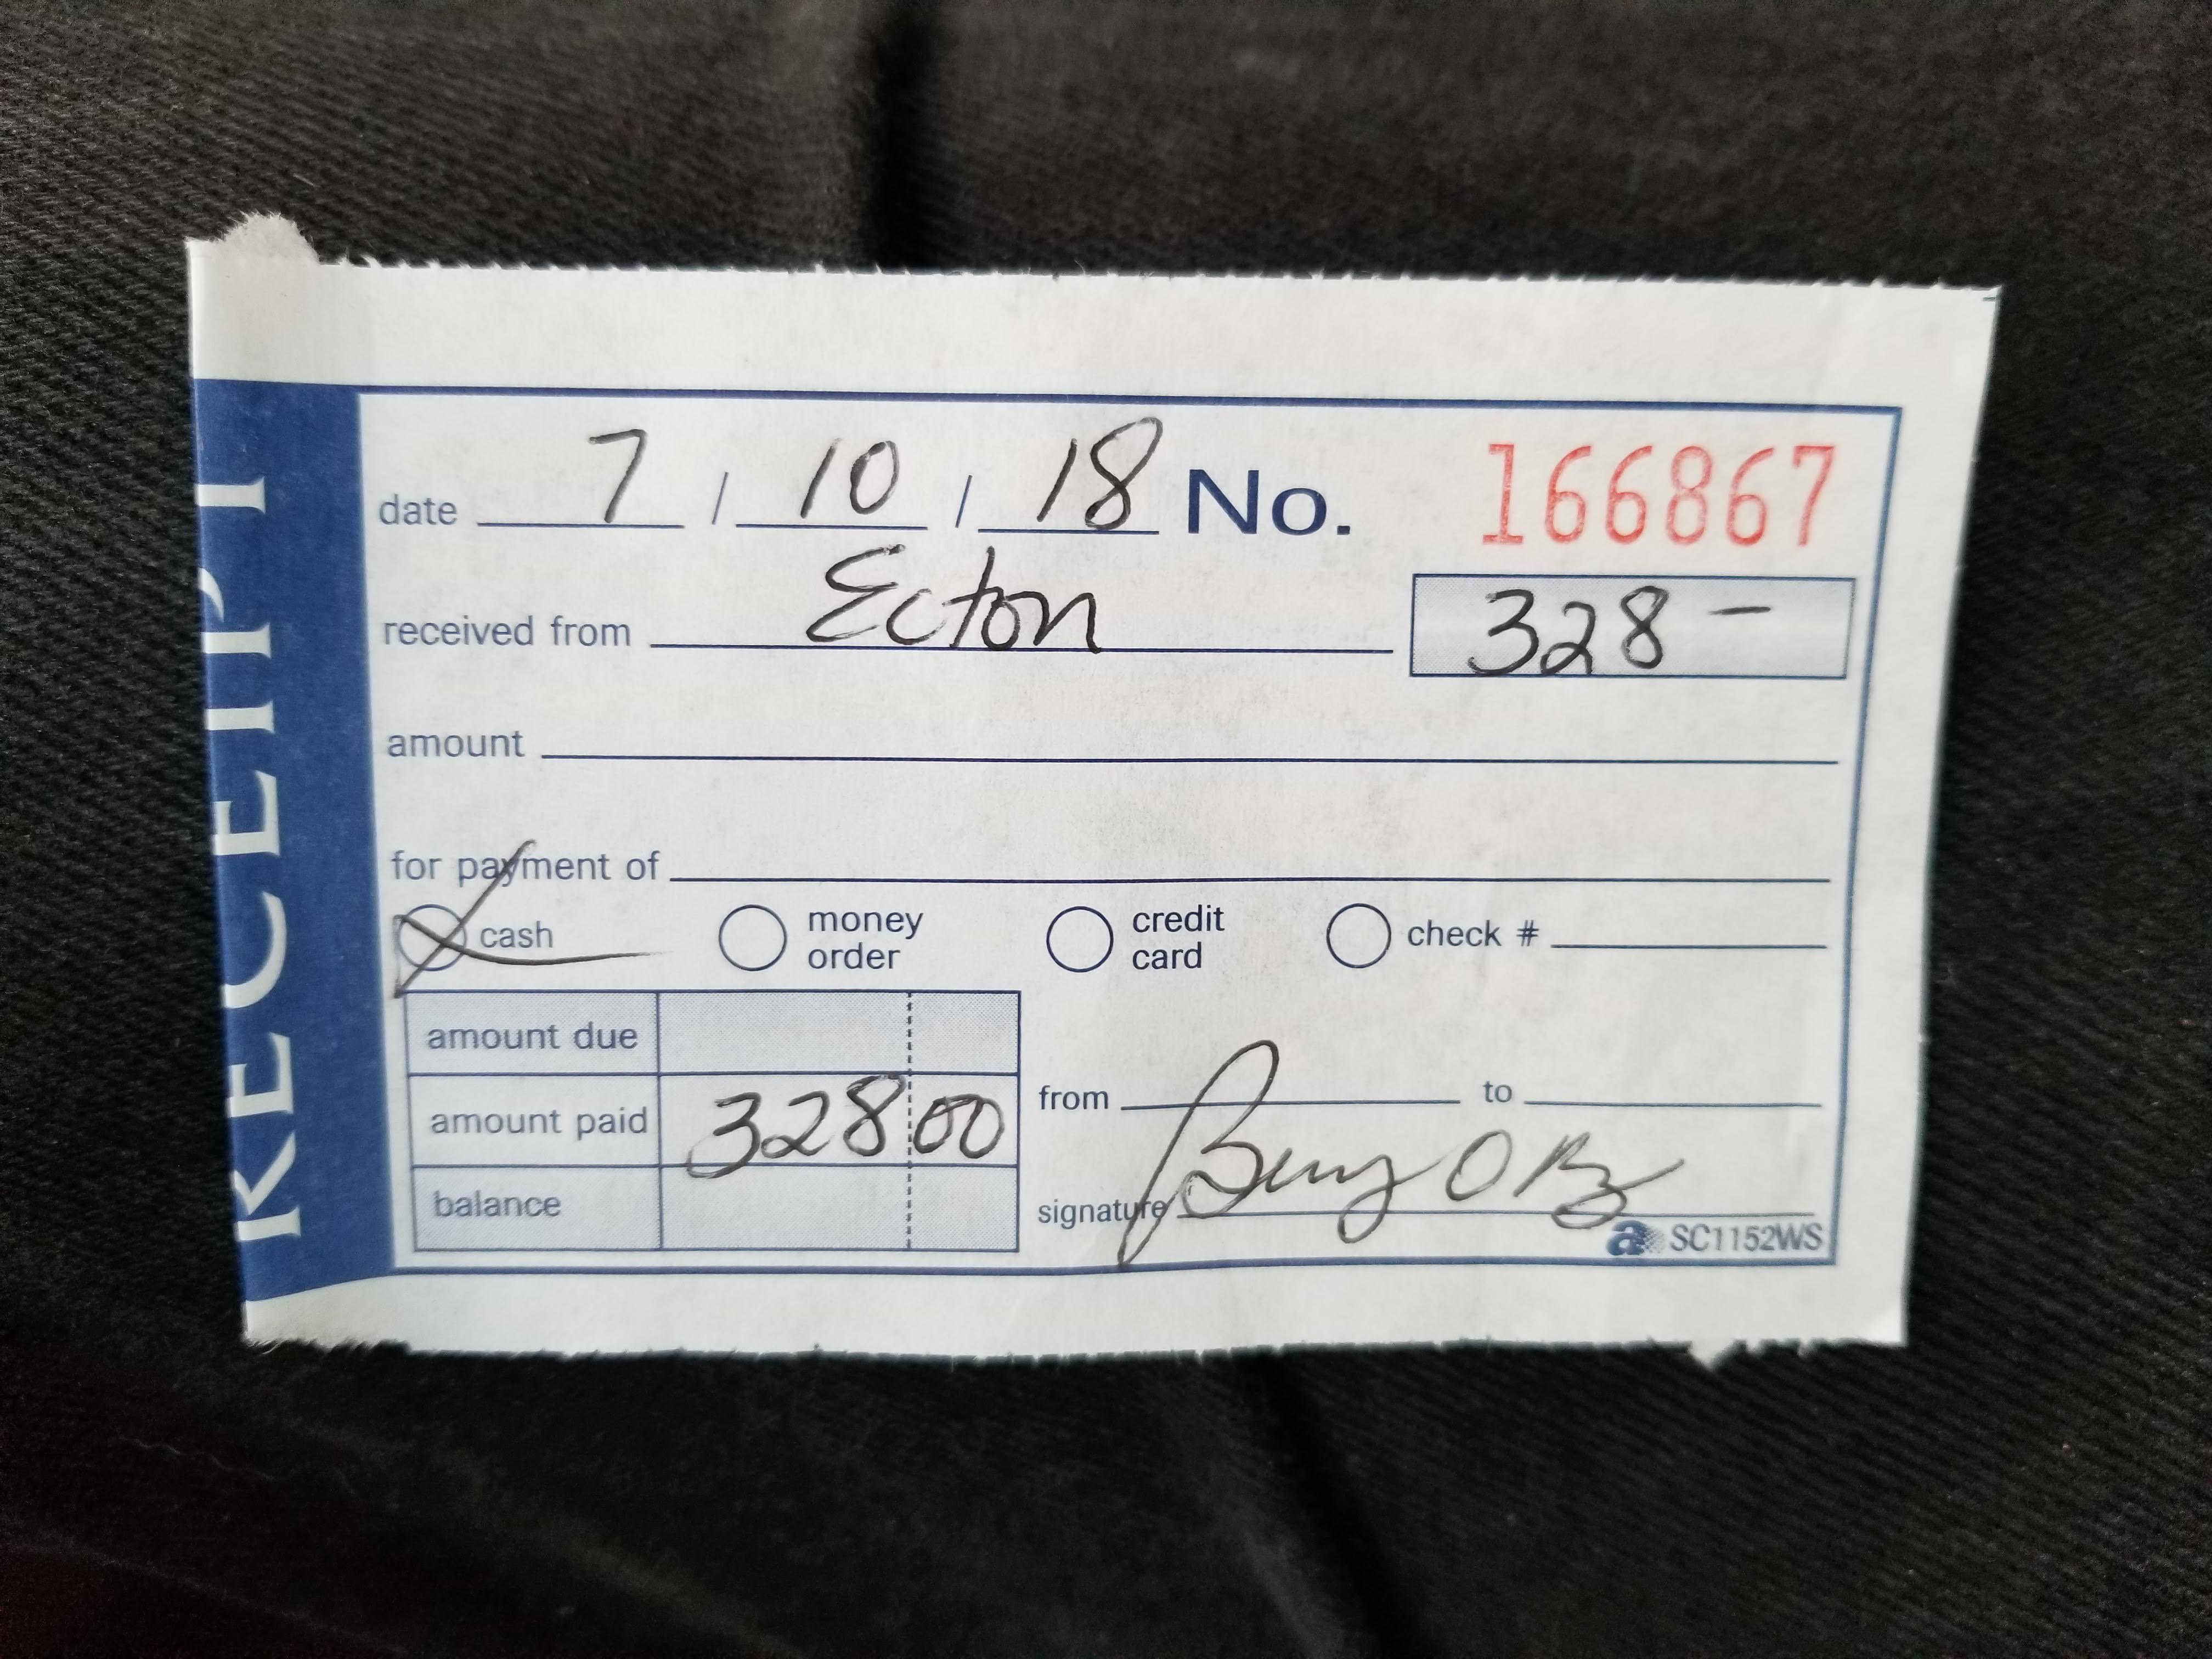 RECEIPT
date 7 / 10 / 18 No. 166867
received from Ecton 328 –
amount
for payment of
cash money order credit card check #
amount due
amount paid 328 00
balance
from to
signature
a SC1152WS